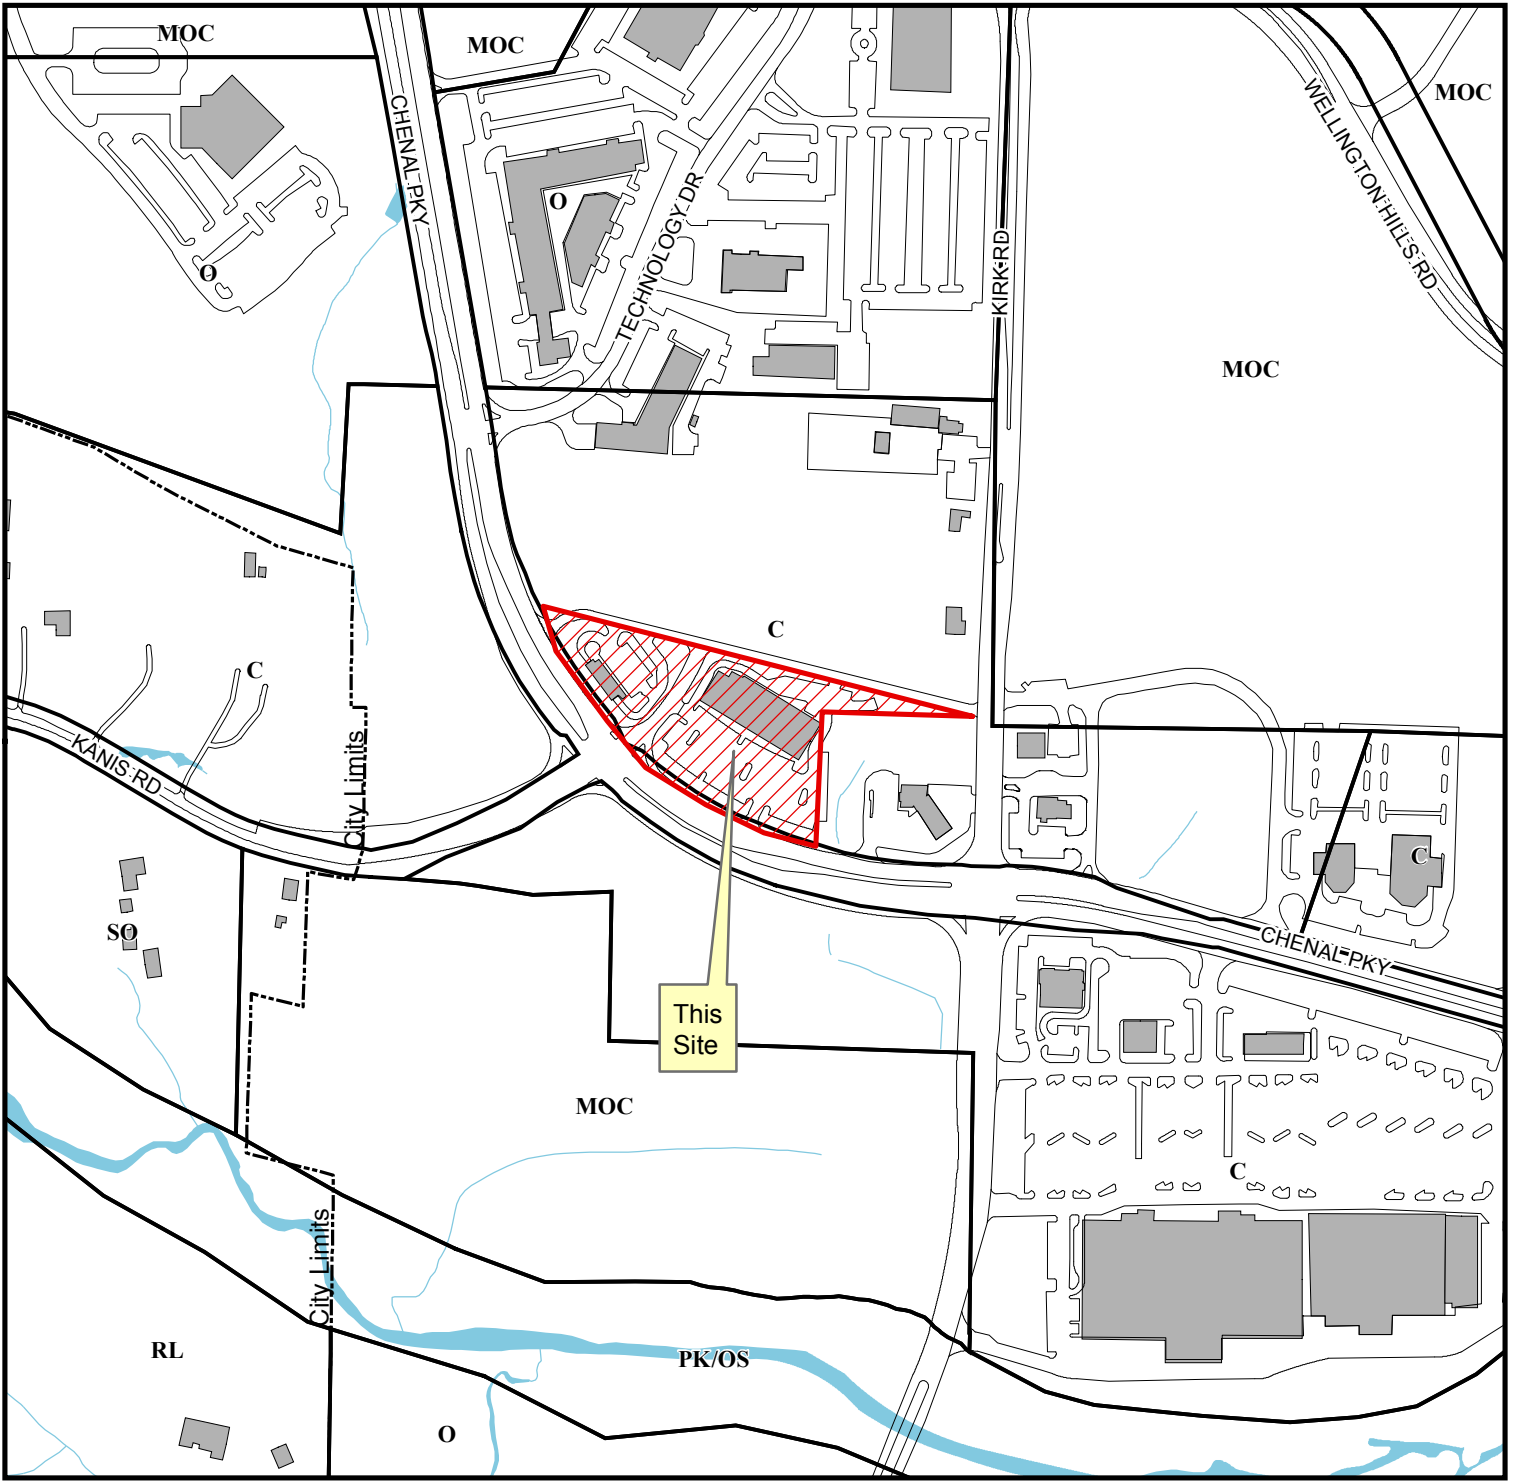 MOC
MOC
MOC
CHENAL PKY
WELLINGTON HILLS RD
O
TECHNOLOGY DR
O
KIRK RD
MOC
C
C
KANIS RD
City Limits
C
SO
CHENAL PKY
This
Site
MOC
C
City Limits
RL
PK/OS
O